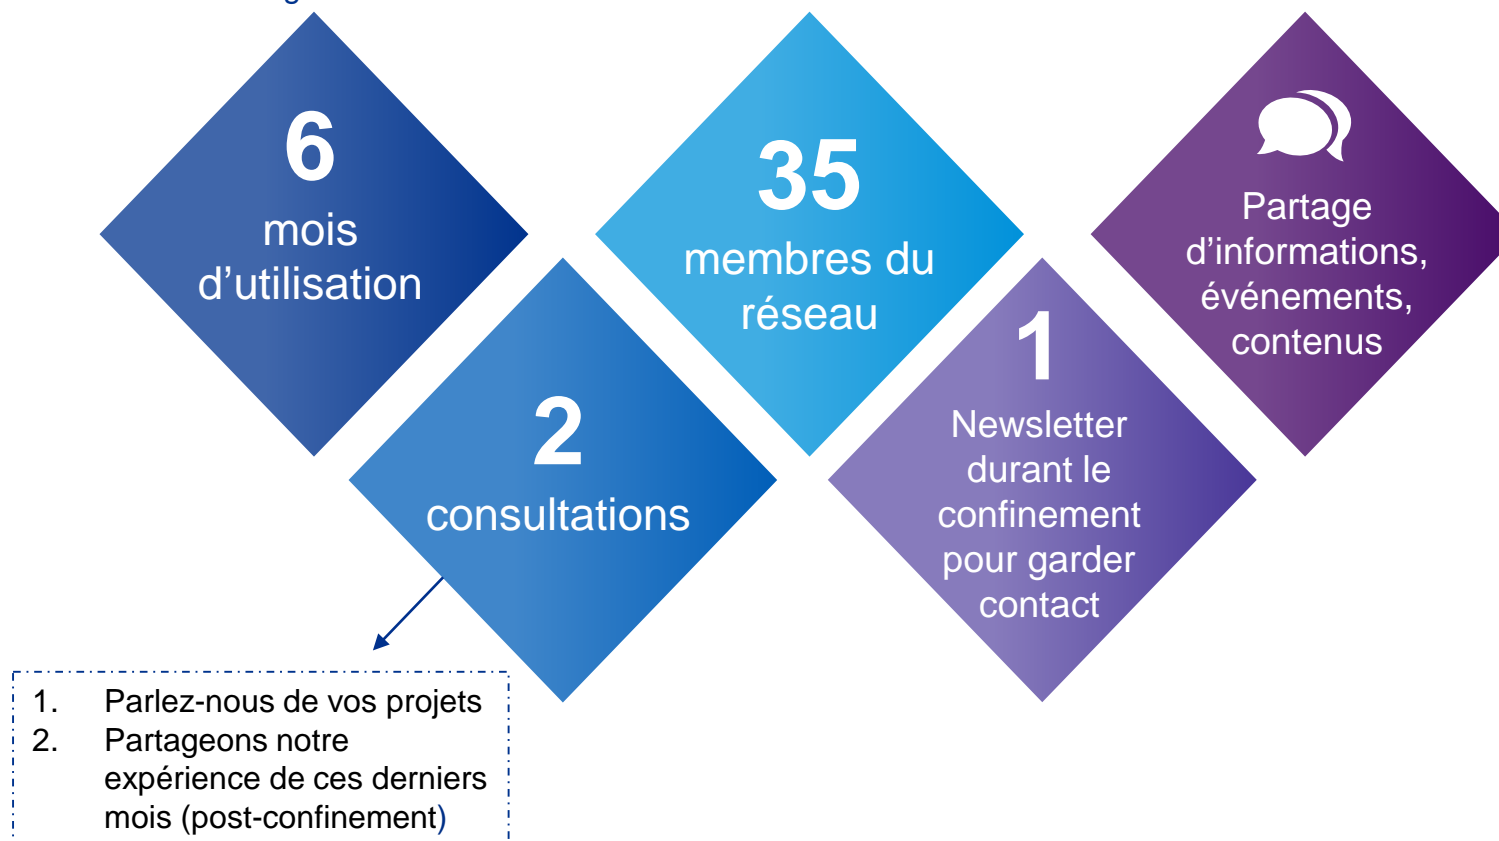 6
mois
d’utilisation
35
membres du
réseau
Partage
d’informations,
événements,
contenus
2
consultations
1
Newsletter
durant le
confinement
pour garder
contact
1. Parlez-nous de vos projets
2. Partageons notre
expérience de ces derniers
mois (post-confinement)